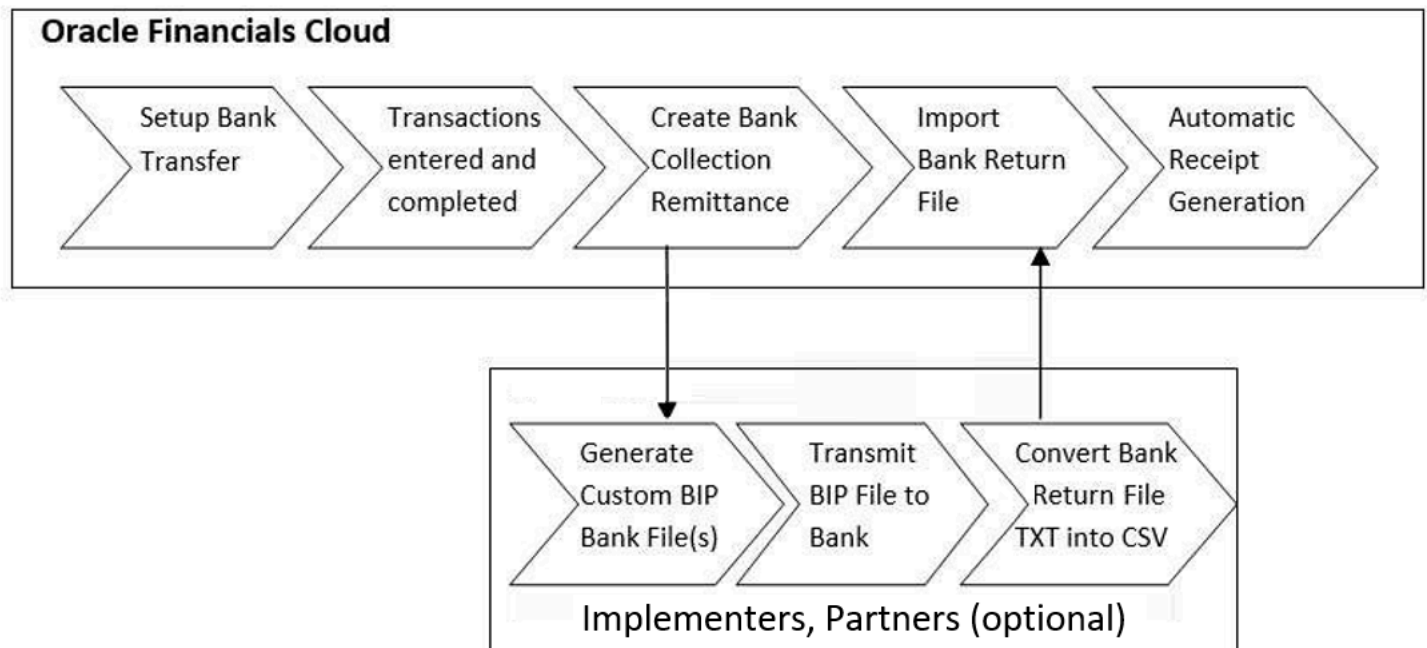 Oracle Financials Cloud
Setup Bank
Transfer
Transactions
entered and
completed
Create Bank
Collection
Remittance
Import
Bank Return
File
Automatic
Receipt
Generation
Generate
Custom BIP
Bank File(s)
Transmit
BIP File to
Bank
Convert Bank
Return File
TXT into CSV
Implementers, Partners (optional)